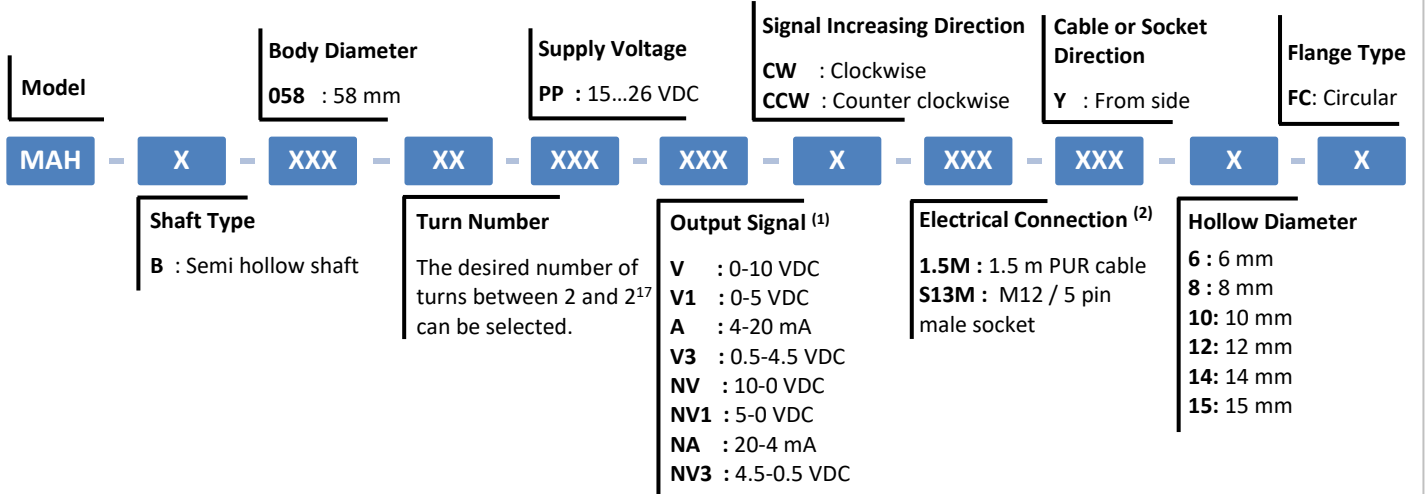 Model
Body Diameter
058 : 58 mm
Supply Voltage
PP : 15...26 VDC
Signal Increasing Direction
CW : Clockwise
CCW : Counter clockwise
Cable or Socket
Direction
Y : From side
Flange Type
FC: Circular
MAH – X – XXX – XX – XXX – XXX – X – XXX – XXX – X – X
Shaft Type
B : Semi hollow shaft
Turn Number
The desired number of
turns between 2 and 2¹⁷
can be selected.
Output Signal ⁽¹⁾
V : 0-10 VDC
V1 : 0-5 VDC
A : 4-20 mA
V3 : 0.5-4.5 VDC
NV : 10-0 VDC
NV1 : 5-0 VDC
NA : 20-4 mA
NV3 : 4.5-0.5 VDC
Electrical Connection ⁽²⁾
1.5M : 1.5 m PUR cable
S13M : M12 / 5 pin
male socket
Hollow Diameter
6 : 6 mm
8 : 8 mm
10: 10 mm
12: 12 mm
14: 14 mm
15: 15 mm